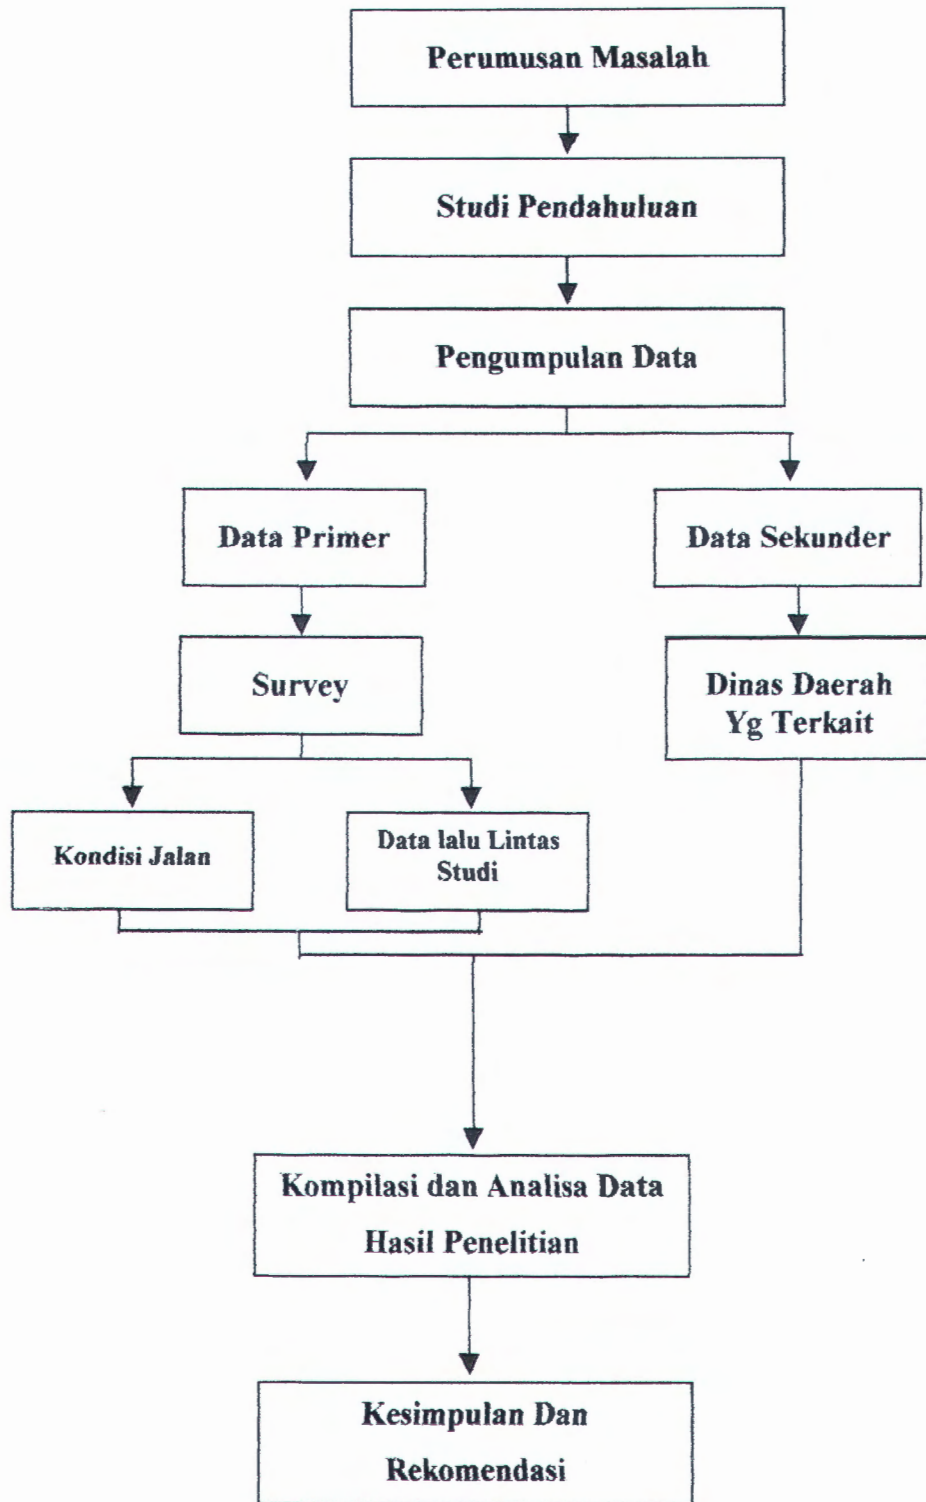 Perumusan Masalah
Studi Pendahuluan
Pengumpulan Data
Data Primer
Data Sekunder
Survey
Dinas Daerah
Yg Terkait
Kondisi Jalan
Data lalu Lintas
Studi
Kompilasi dan Analisa Data
Hasil Penelitian
Kesimpulan Dan
Rekomendasi